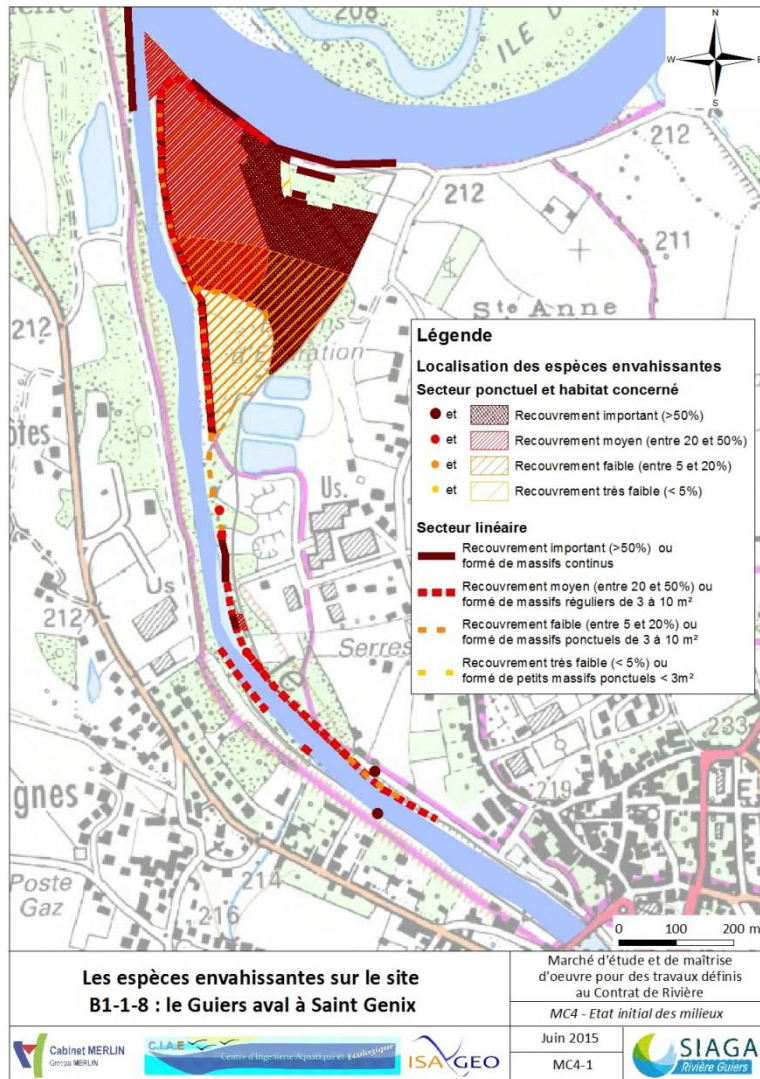 208
ILE D
N
W
E
S
212
212
211
212
Ste ANNE
212
Us.
Us
Serres
212
233
219
E
gnes
Poste
Gaz
214
216
Légende
Localisation des espèces envahissantes
Secteur ponctuel et habitat concerné
et Recouvrement important (>50%)
et Recouvrement moyen (entre 20 et 50%)
et Recouvrement faible (entre 5 et 20%)
et Recouvrement très faible (< 5%)
Secteur linéaire
Recouvrement important (>50%) ou
formé de massifs continus
Recouvrement moyen (entre 20 et 50%) ou
formé de massifs réguliers de 3 à 10 m²
Recouvrement faible (entre 5 et 20%) ou
formé de massifs ponctuels de 3 à 10 m²
Recouvrement très faible (< 5%) ou
formé de petits massifs ponctuels < 3m²
0 100 200 m
Les espèces envahissantes sur le site
B1-1-8 : le Guiers aval à Saint Genix
Marché d'étude et de maîtrise
d'oeuvre pour des travaux définis
au Contrat de Rivière
MC4 - Etat initial des milieux
Juin 2015
MC4-1
Cabinet MERLIN
Groupe MERLIN
C.I.A.E
Centre d'Ingénierie Aquatique et Ecologique
ISA GEO
SIAGA
Rivière Guiers